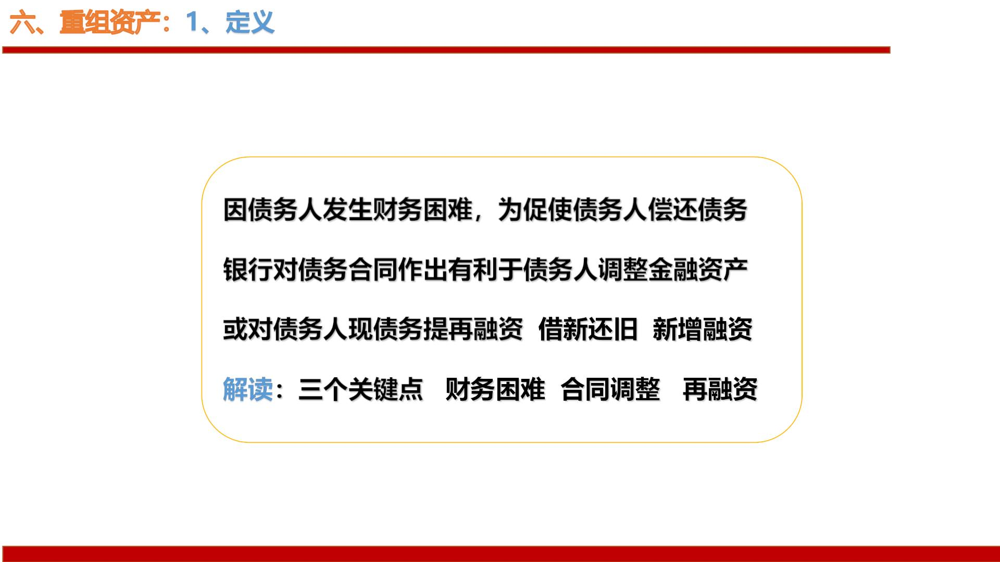 六、重组资产：1、定义
因债务人发生财务困难，为促使债务人偿还债务
银行对债务合同作出有利于债务人调整金融资产
或对债务人现债务提再融资 借新还旧 新增融资
解读：三个关键点 财务困难 合同调整 再融资